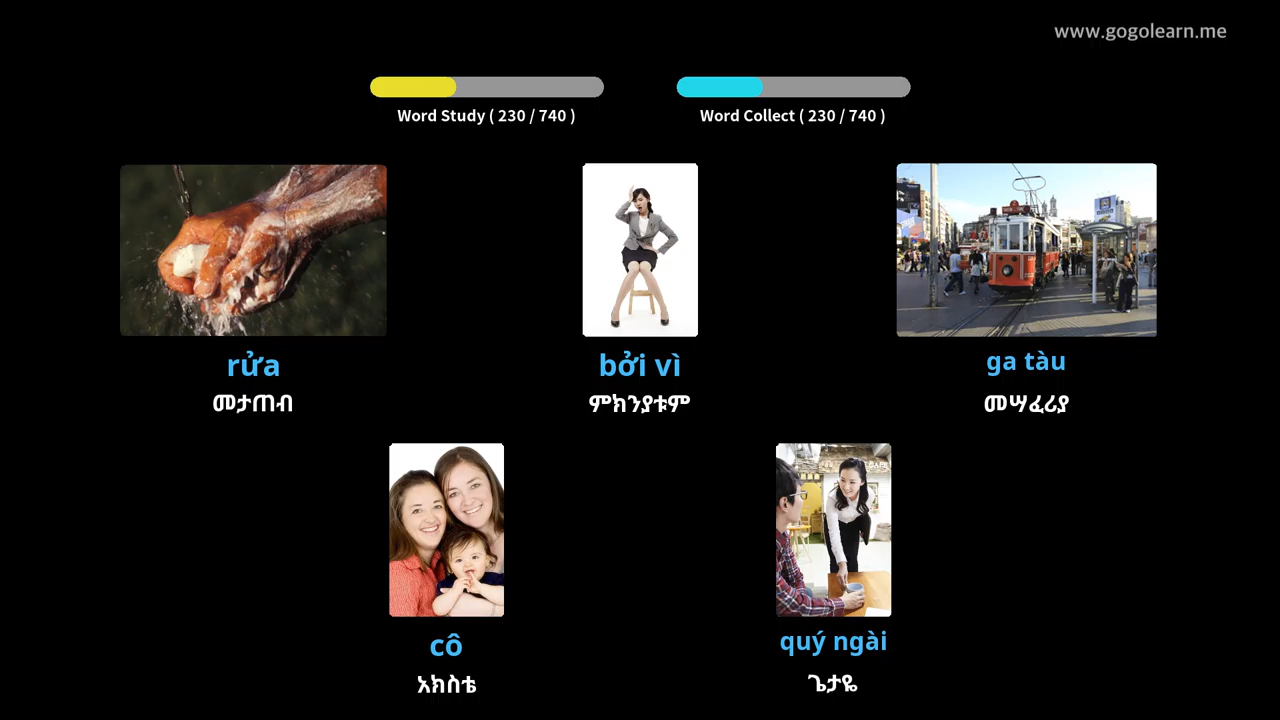 www.gogolearn.me
Word Study ( 230 / 740 )
Word Collect ( 230 / 740 )
rửa
መታጠብ
bởi vì
ምክንያቱም
ga tàu
መሣፈሪያ
cô
አክስቴ
quý ngài
ጌታዬ